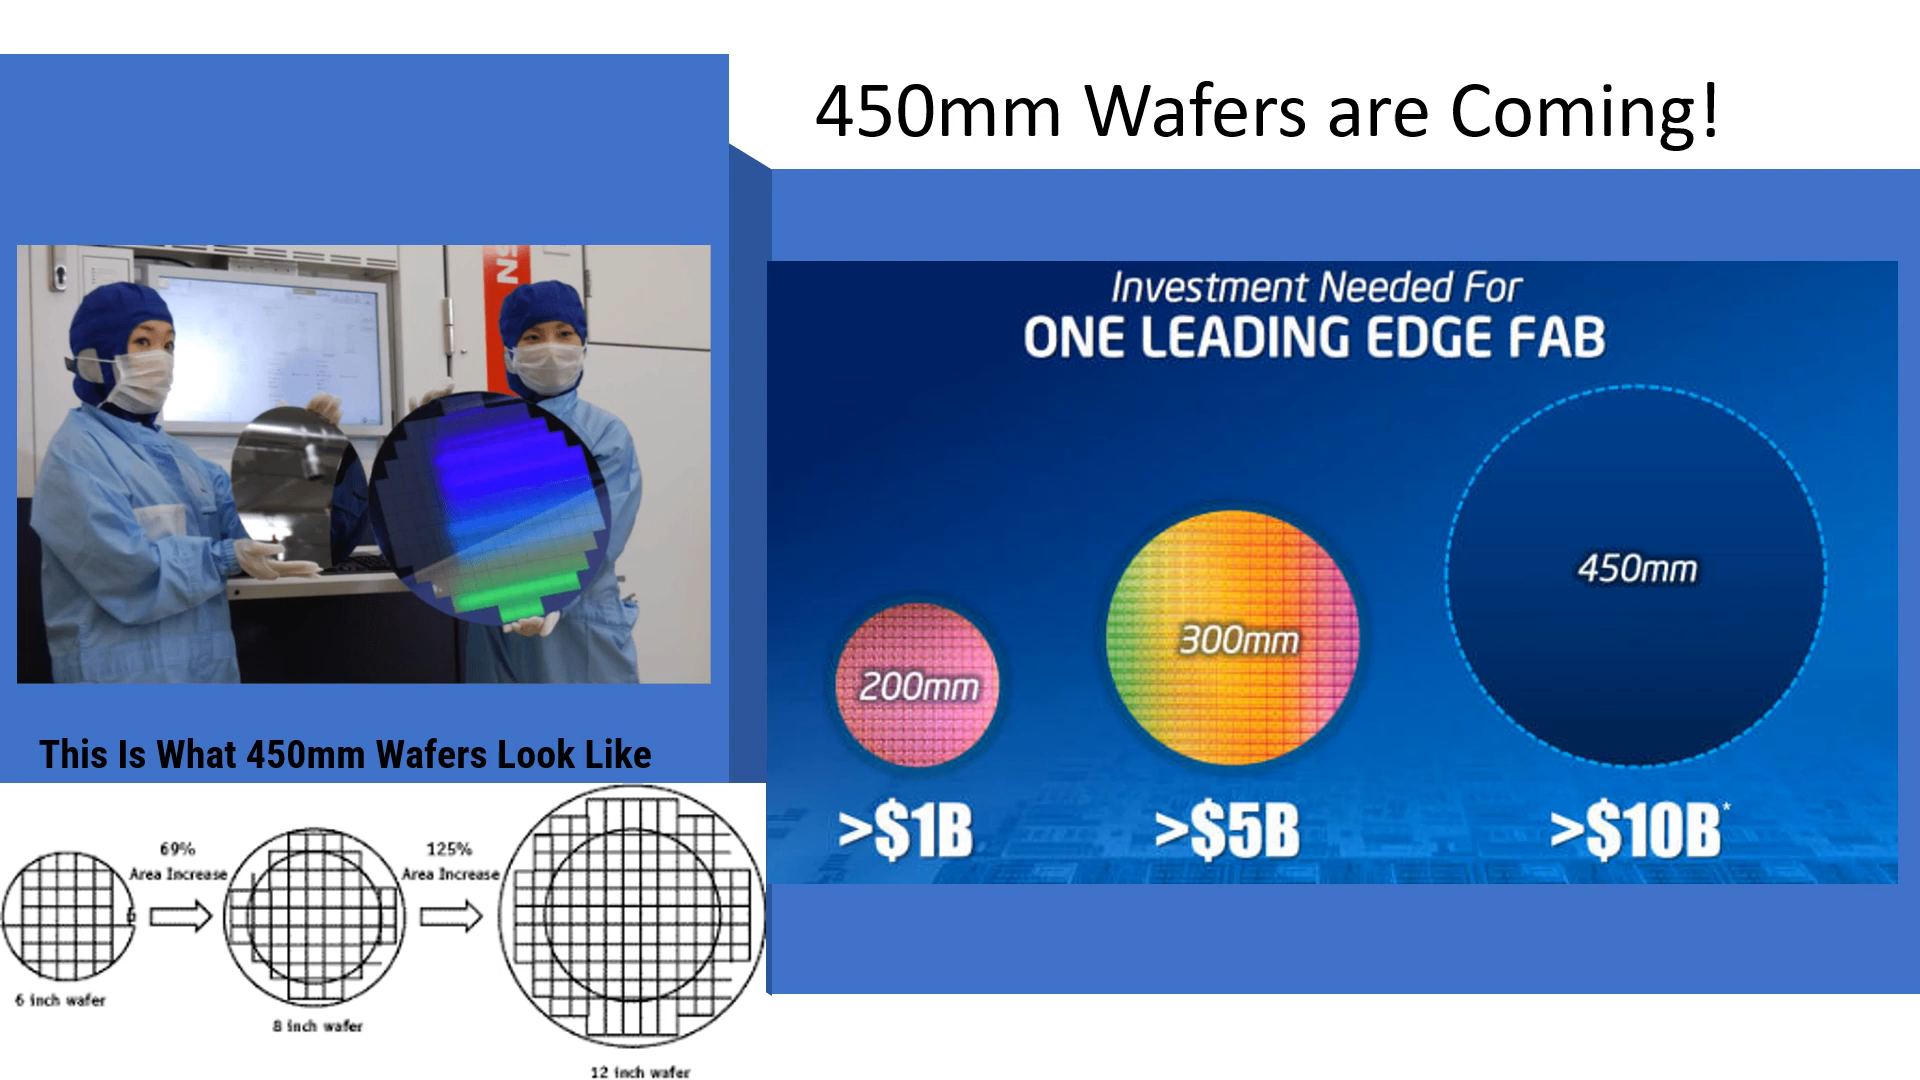 450mm Wafers are Coming!
NS
This Is What 450mm Wafers Look Like
69%
Area Increase
125%
Area Increase
6 inch wafer
8 inch wafer
12 inch wafer
Investment Needed For
ONE LEADING EDGE FAB
200mm
300mm
450mm
>$1B
>$5B
>$10B*